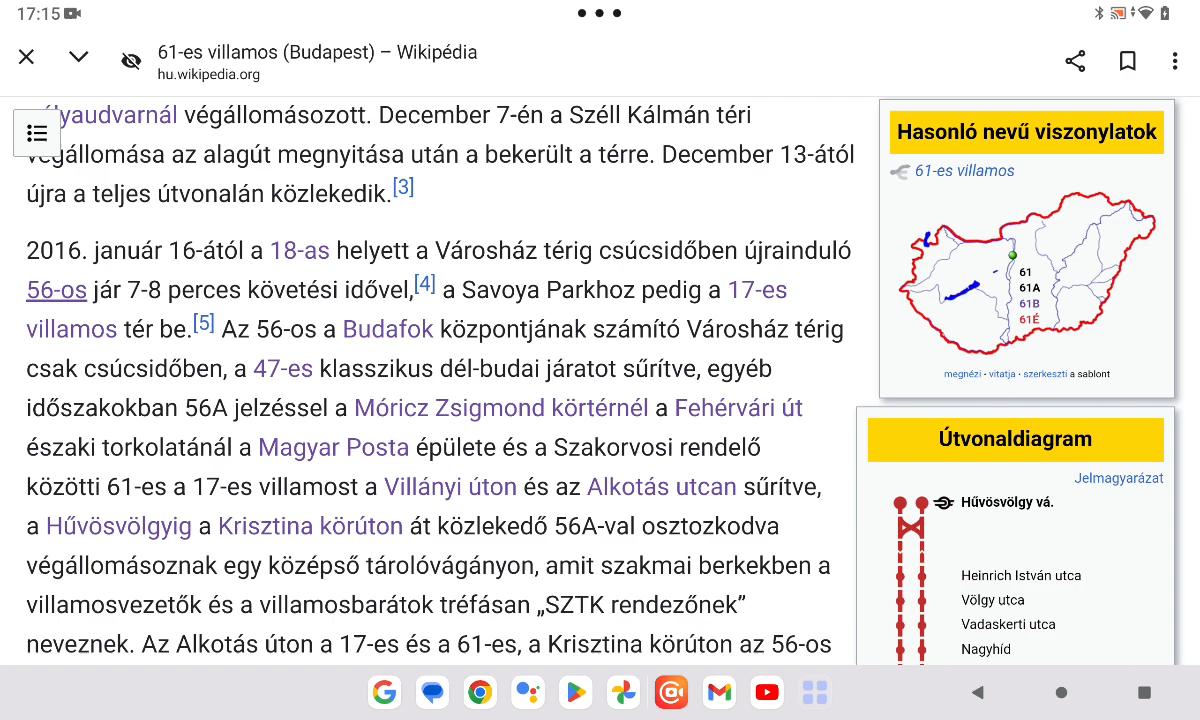 17:15
61-es villamos (Budapest) – Wikipédia
hu.wikipedia.org
végállomásozott. December 7-én a Széll Kálmán téri
végállomása az alagút megnyitása után a bekerült a térre. December 13-ától
újra a teljes útvonalán közlekedik.[3]
2016. január 16-ától a 18-as helyett a Városház térig csúcsidőben újrainduló
56-os jár 7-8 perces követési idővel,[4] a Savoya Parkhoz pedig a 17-es
villamos tér be.[5] Az 56-os a Budafok központjának számító Városház térig
csak csúcsidőben, a 47-es klasszikus dél-budai járatot sűrítve, egyéb
időszakokban 56A jelzéssel a Móricz Zsigmond körtérnél a Fehérvári út
északi torkolatánál a Magyar Posta épülete és a Szakorvosi rendelő
közötti 61-es a 17-es villamost a Villányi úton és az Alkotás utcan sűrítve,
a Hűvösvölgyig a Krisztina körúton át közlekedő 56A-val osztozkodva
végállomásoznak egy középső tárolóvágányon, amit szakmai berkekben a
villamosvezetők és a villamosbarátok tréfásan „SZTK rendezőnek”
neveznek. Az Alkotás úton a 17-es és a 61-es, a Krisztina körúton az 56-os
Hasonló nevű viszonylatok
61-es villamos
61
61A
61B
61É
megnézi · vitatja · szerkeszti a sablont
Útvonaldiagram
Jelmagyarázat
Hűvösvölgy vá.
Heinrich István utca
Völgy utca
Vadaskerti utca
Nagyhíd